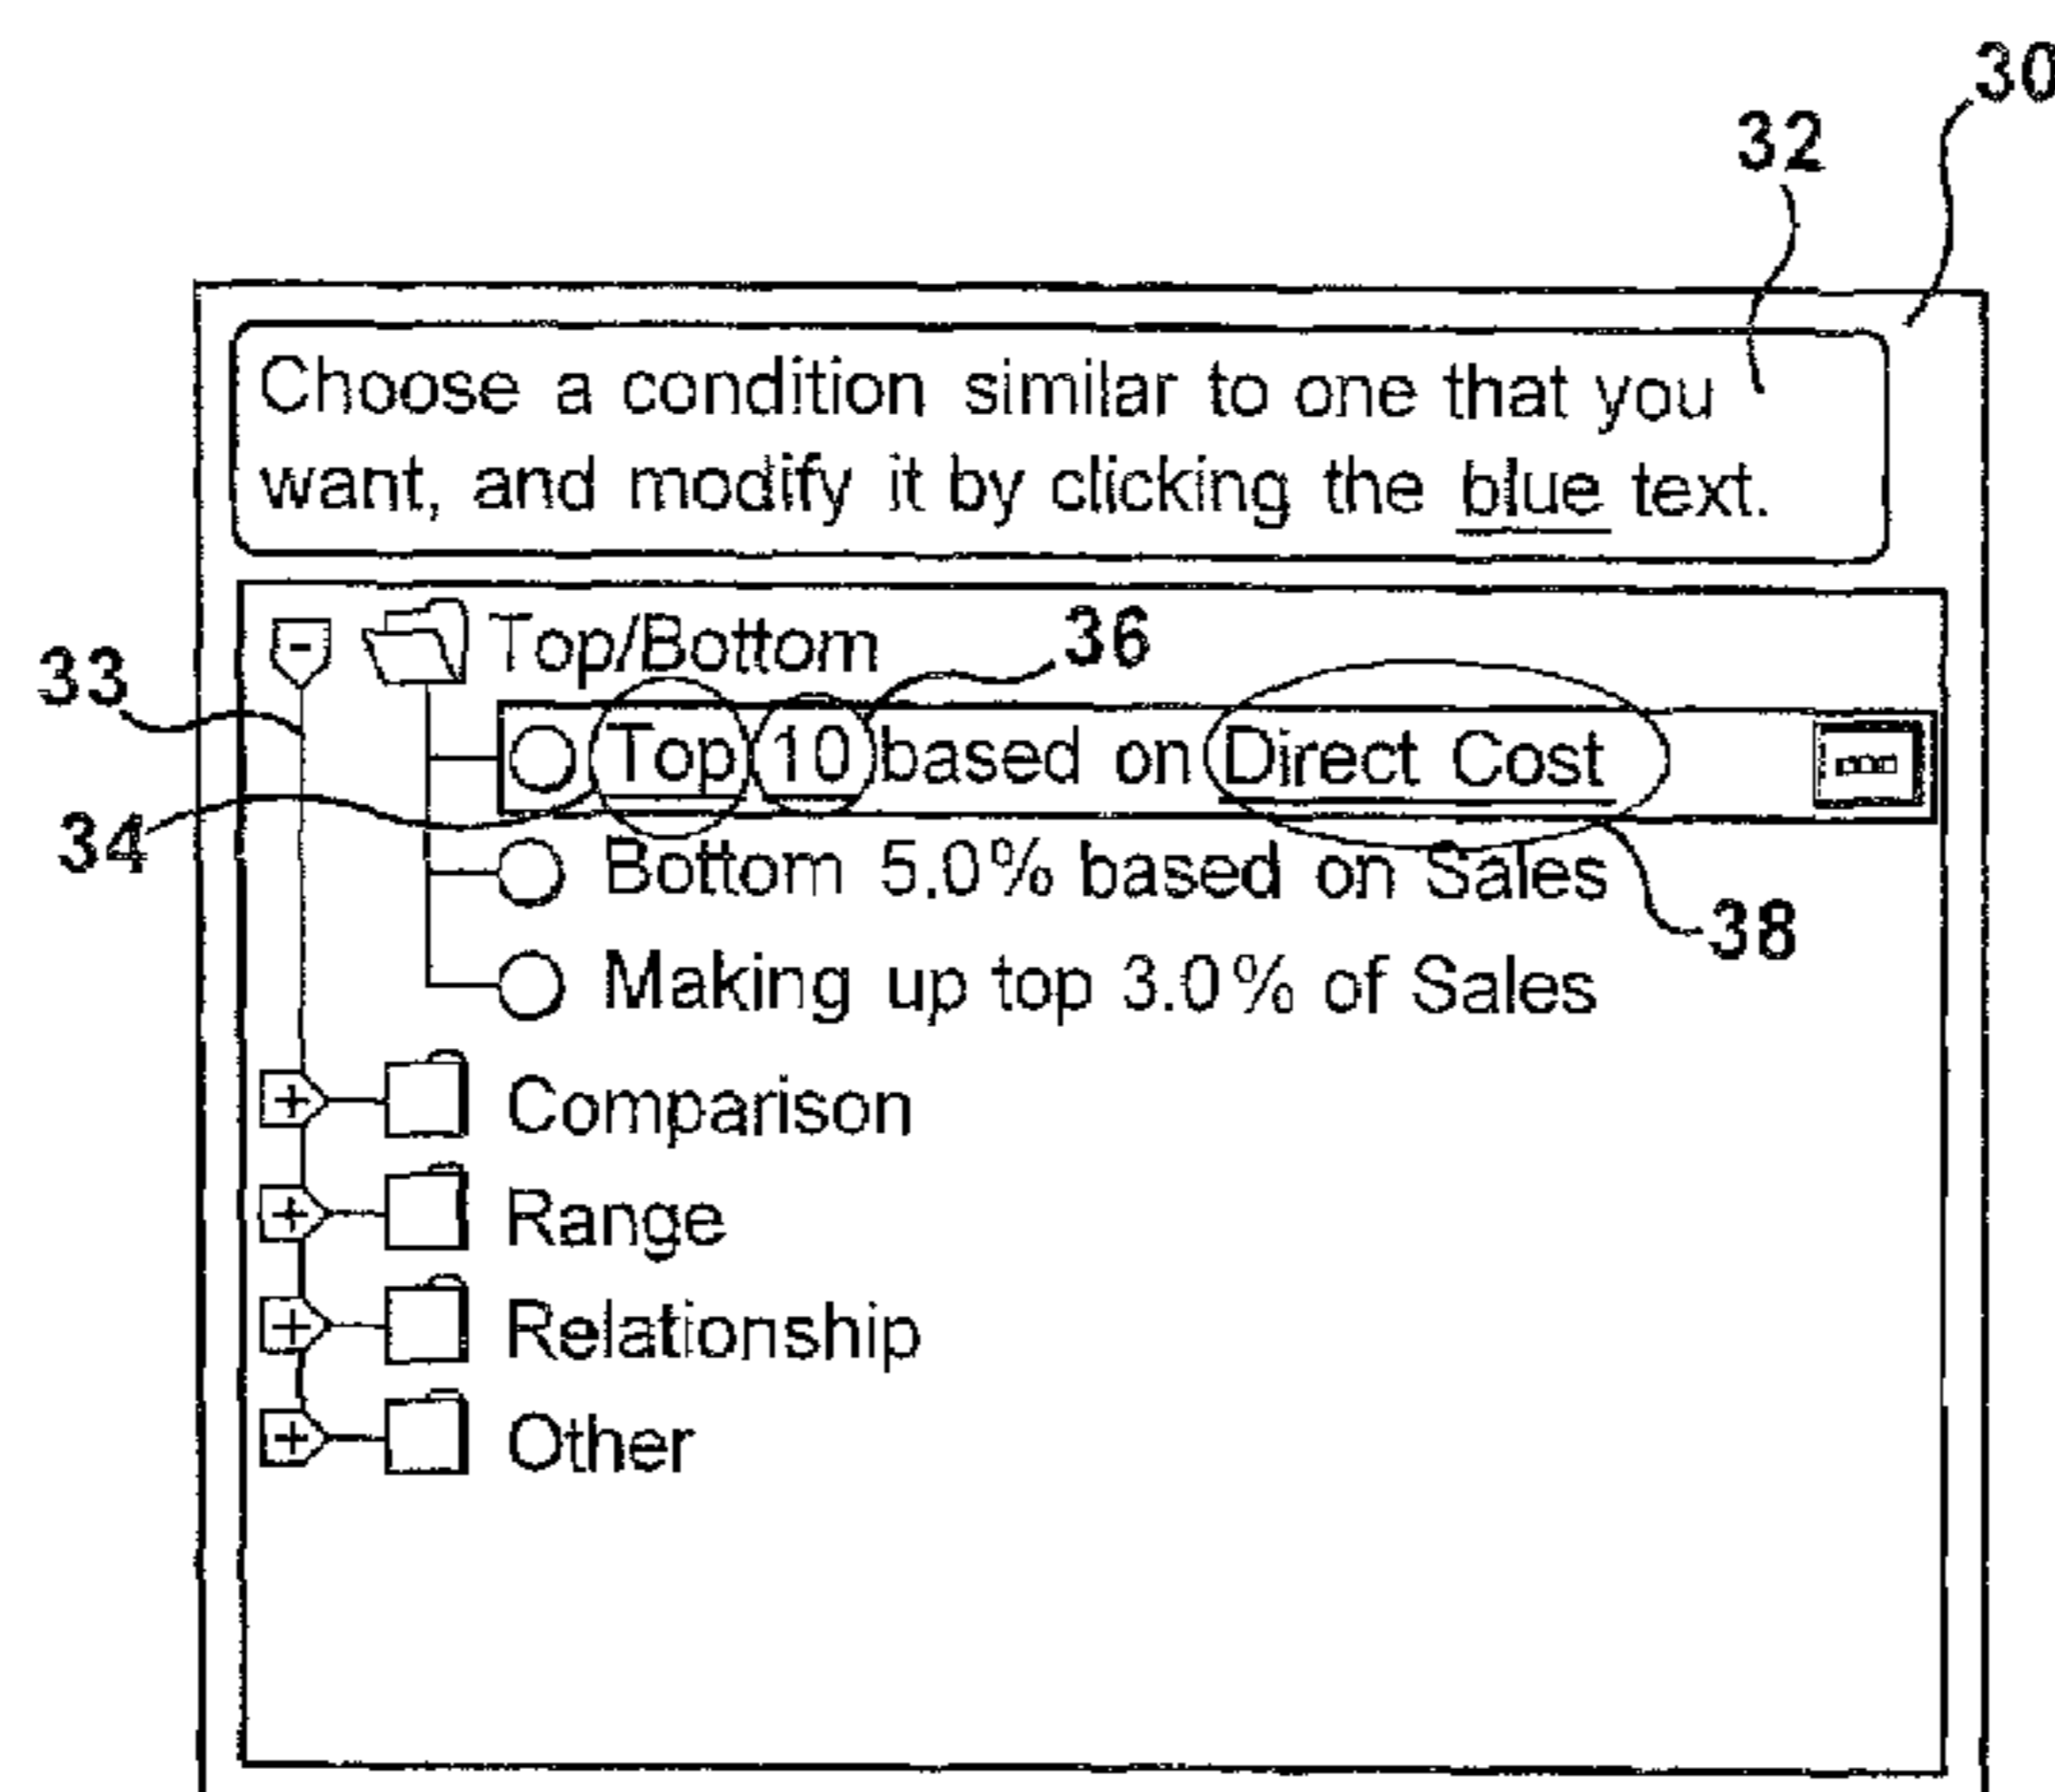 30
32
Choose a condition similar to one that you
want, and modify it by clicking the blue text.
33
- Top/Bottom
36
Top 10 based on Direct Cost
34
Bottom 5.0% based on Sales
38
Making up top 3.0% of Sales
+ Comparison
+ Range
+ Relationship
+ Other